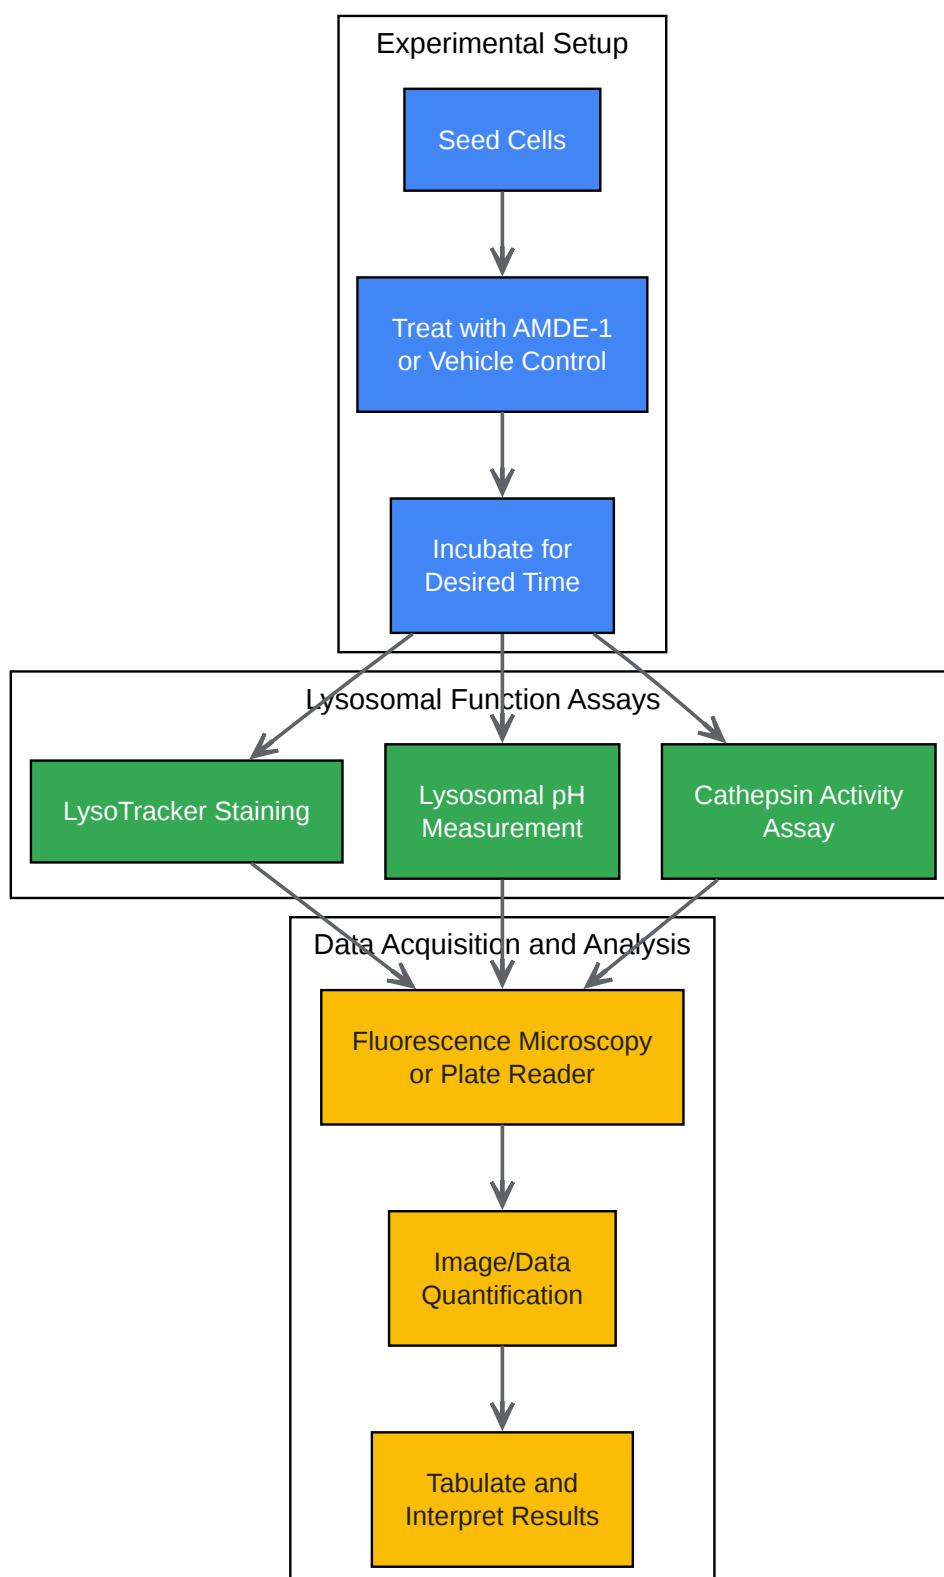 Experimental Setup
Seed Cells
Treat with AMDE-1
or Vehicle Control
Incubate for
Desired Time
Lysosomal Function Assays
LysoTracker Staining
Lysosomal pH
Measurement
Cathepsin Activity
Assay
Data Acquisition and Analysis
Fluorescence Microscopy
or Plate Reader
Image/Data
Quantification
Tabulate and
Interpret Results